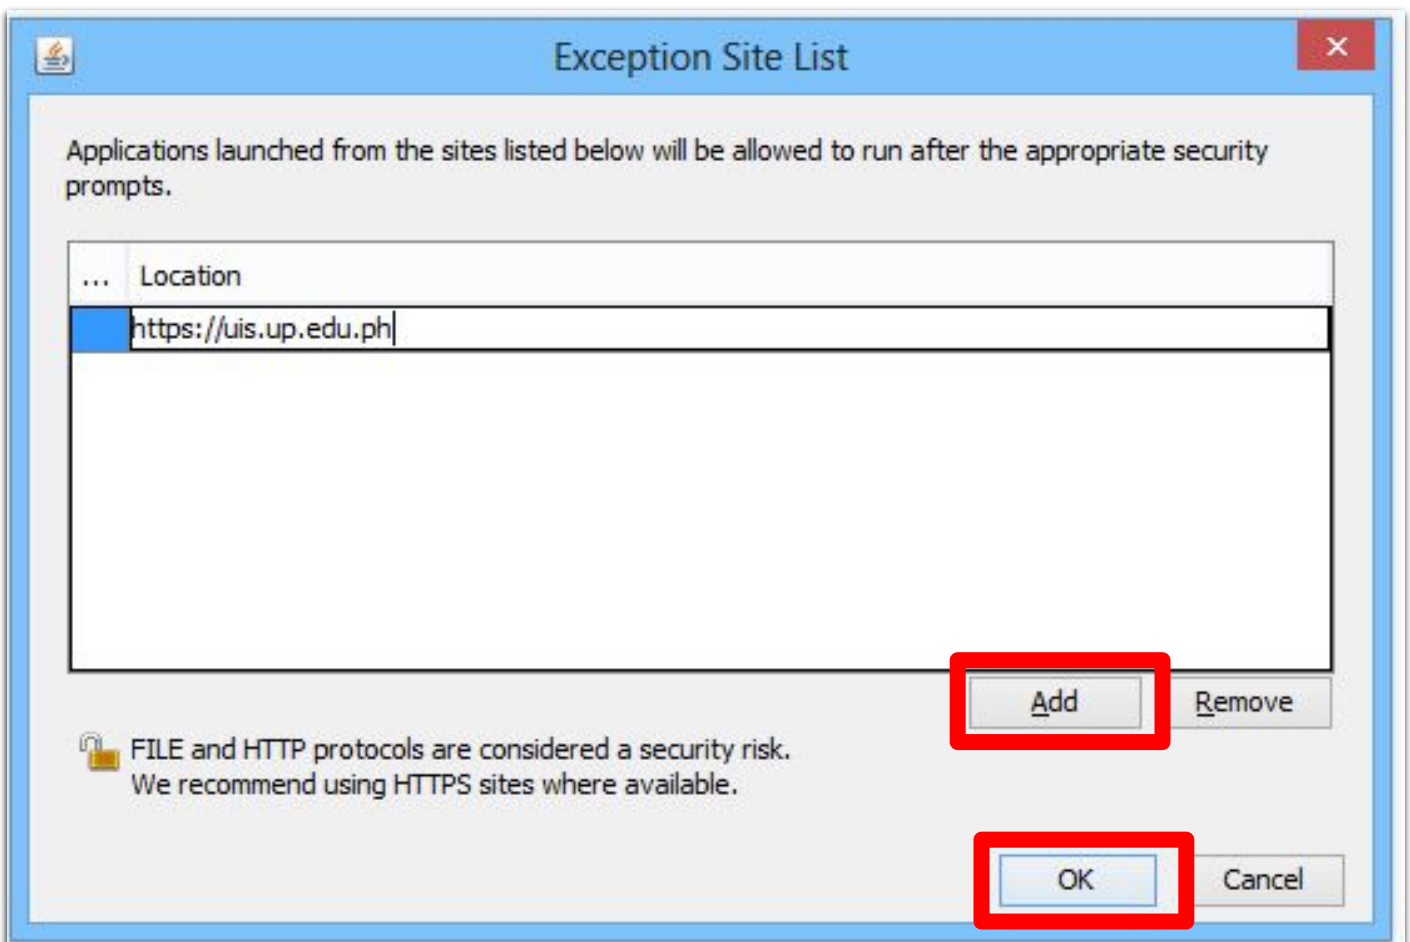 Exception Site List
Applications launched from the sites listed below will be allowed to run after the appropriate security
prompts.
... Location
https://uis.up.edu.ph
Add Remove
FILE and HTTP protocols are considered a security risk.
We recommend using HTTPS sites where available.
OK Cancel